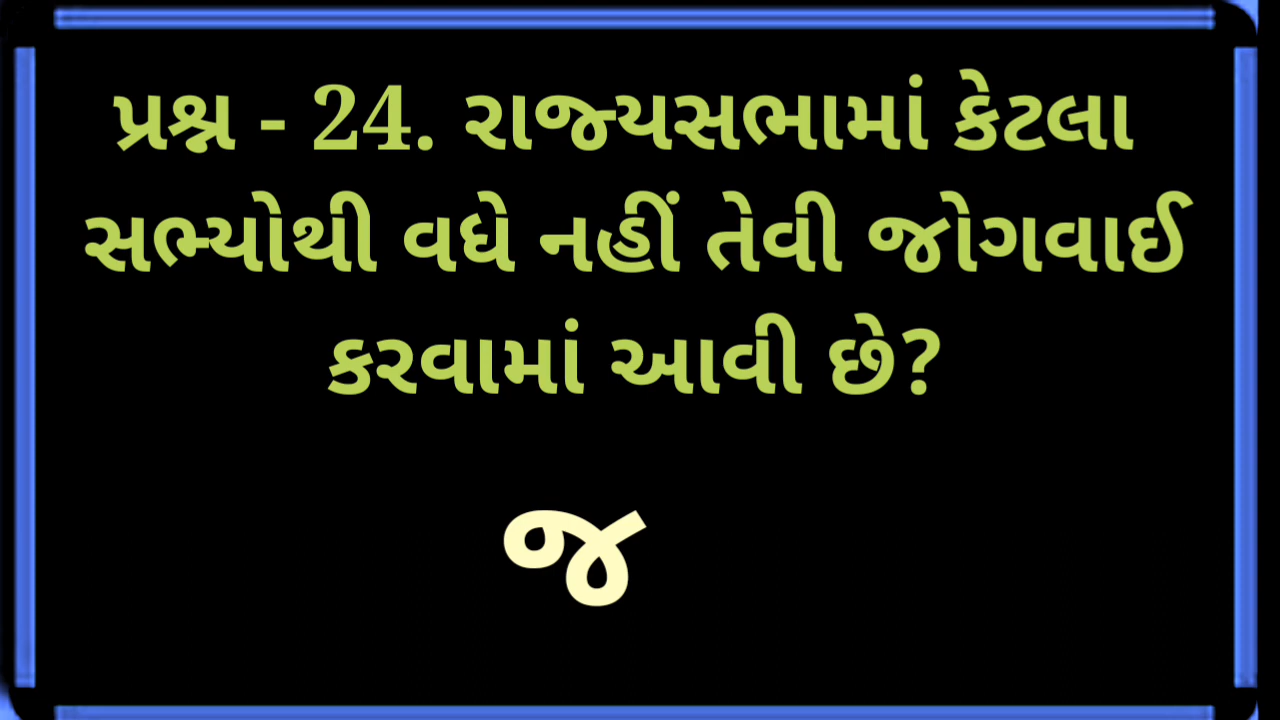 પ્રશ્ન - 24. રાજ્યસભામાં કેટલા
સભ્યોથી વધે નહીં તેવી જોગવાઈ
કરવામાં આવી છે?
જ